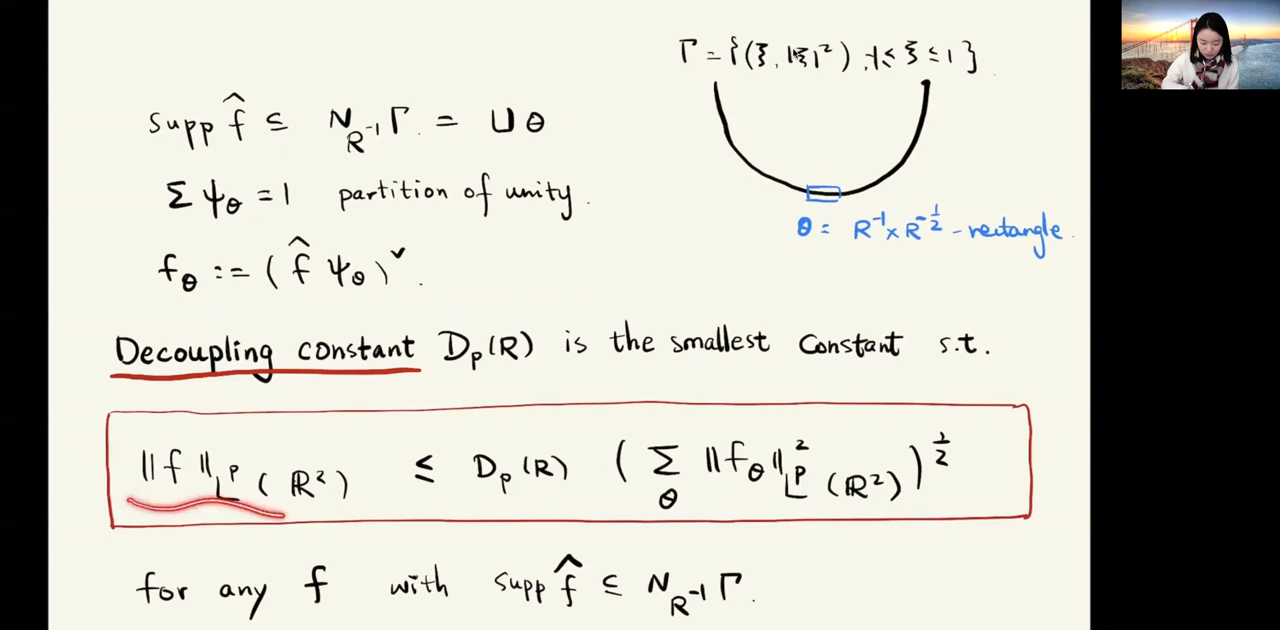 Γ = {(ξ, |ξ|²), -1 ≤ ξ ≤ 1}
supp f̂ ⊆ N_{R⁻¹} Γ = ∪ θ
Σ ψ_θ = 1 partition of unity.
θ = R⁻¹ × R^{-1/2} - rectangle.
f_θ := (f̂ ψ_θ)ˇ.
Decoupling constant D_p(R) is the smallest constant s.t.
‖f‖_{L^p(ℝ²)} ≤ D_p(R) (Σ_θ ‖f_θ‖²_{L^p(ℝ²)})^{1/2}
for any f with supp f̂ ⊆ N_{R⁻¹} Γ.